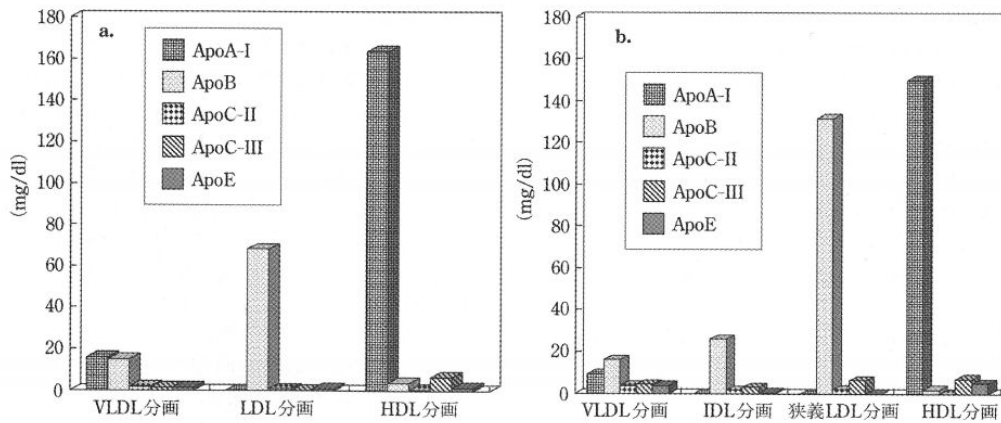 a.
(mg/dl)
180
160
140
120
100
80
60
40
20
0
ApoA-I
ApoB
ApoC-II
ApoC-III
ApoE
VLDL分画
LDL分画
HDL分画
b.
(mg/dl)
180
160
140
120
100
80
60
40
20
0
ApoA-I
ApoB
ApoC-II
ApoC-III
ApoE
VLDL分画
IDL分画
狭義LDL分画
HDL分画